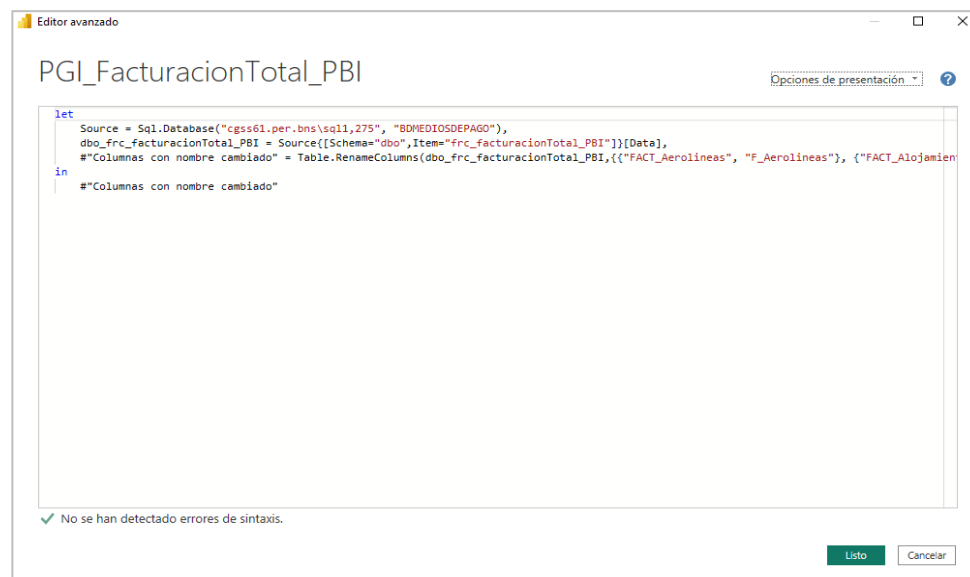 Editor avanzado
PGI_FacturacionTotal_PBI
Opciones de presentación
?
let
Source = Sql.Database("cgss61.per.bns\sql1,275", "BDMEDIOSDEPAGO"),
dbo_frc_facturacionTotal_PBI = Source{[Schema="dbo",Item="frc_facturacionTotal_PBI"]}[Data],
#"Columnas con nombre cambiado" = Table.RenameColumns(dbo_frc_facturacionTotal_PBI,{{"FACT_Aerolineas", "F_Aerolineas"}, {"FACT_Alojamien
in
#"Columnas con nombre cambiado"
No se han detectado errores de sintaxis.
Listo
Cancelar